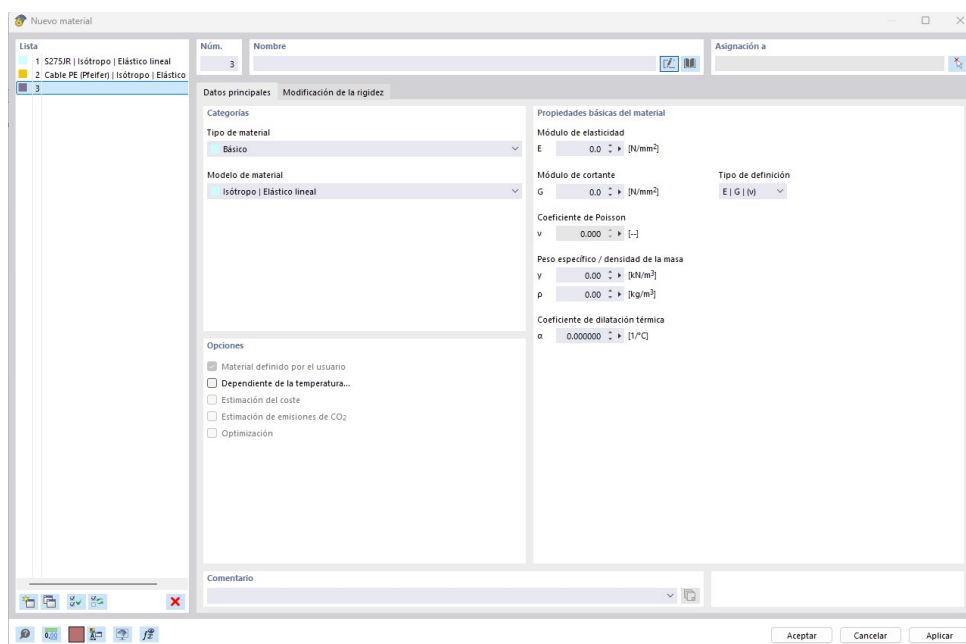 Nuevo material
Lista
1 S275JR | Isótropo | Elástico lineal
2 Cable PE (Pfeifer) | Isótropo | Elástico
3
Núm.
3
Nombre
Asignación a
Datos principales Modificación de la rigidez
Categorías
Tipo de material
Básico
Modelo de material
Isótropo | Elástico lineal
Opciones
Material definido por el usuario
Dependiente de la temperatura...
Estimación del coste
Estimación de emisiones de CO2
Optimización
Propiedades básicas del material
Módulo de elasticidad
E 0.0 [N/mm²]
Módulo de cortante Tipo de definición
G 0.0 [N/mm²] E | G | (ν)
Coeficiente de Poisson
ν 0.000 [--]
Peso específico / densidad de la masa
γ 0.00 [kN/m³]
ρ 0.00 [kg/m³]
Coeficiente de dilatación térmica
α 0.000000 [1/°C]
Comentario
0,00
Aceptar Cancelar Aplicar